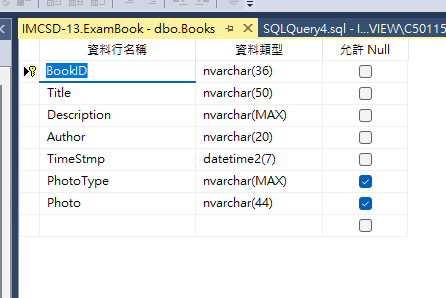 IMCSD-13.ExamBook - dbo.Books SQLQuery4.sql - I...VIEW\C50115
資料行名稱 資料類型 允許 Null
BookID nvarchar(36)
Title nvarchar(50)
Description nvarchar(MAX)
Author nvarchar(20)
TimeStmp datetime2(7)
PhotoType nvarchar(MAX)
Photo nvarchar(44)